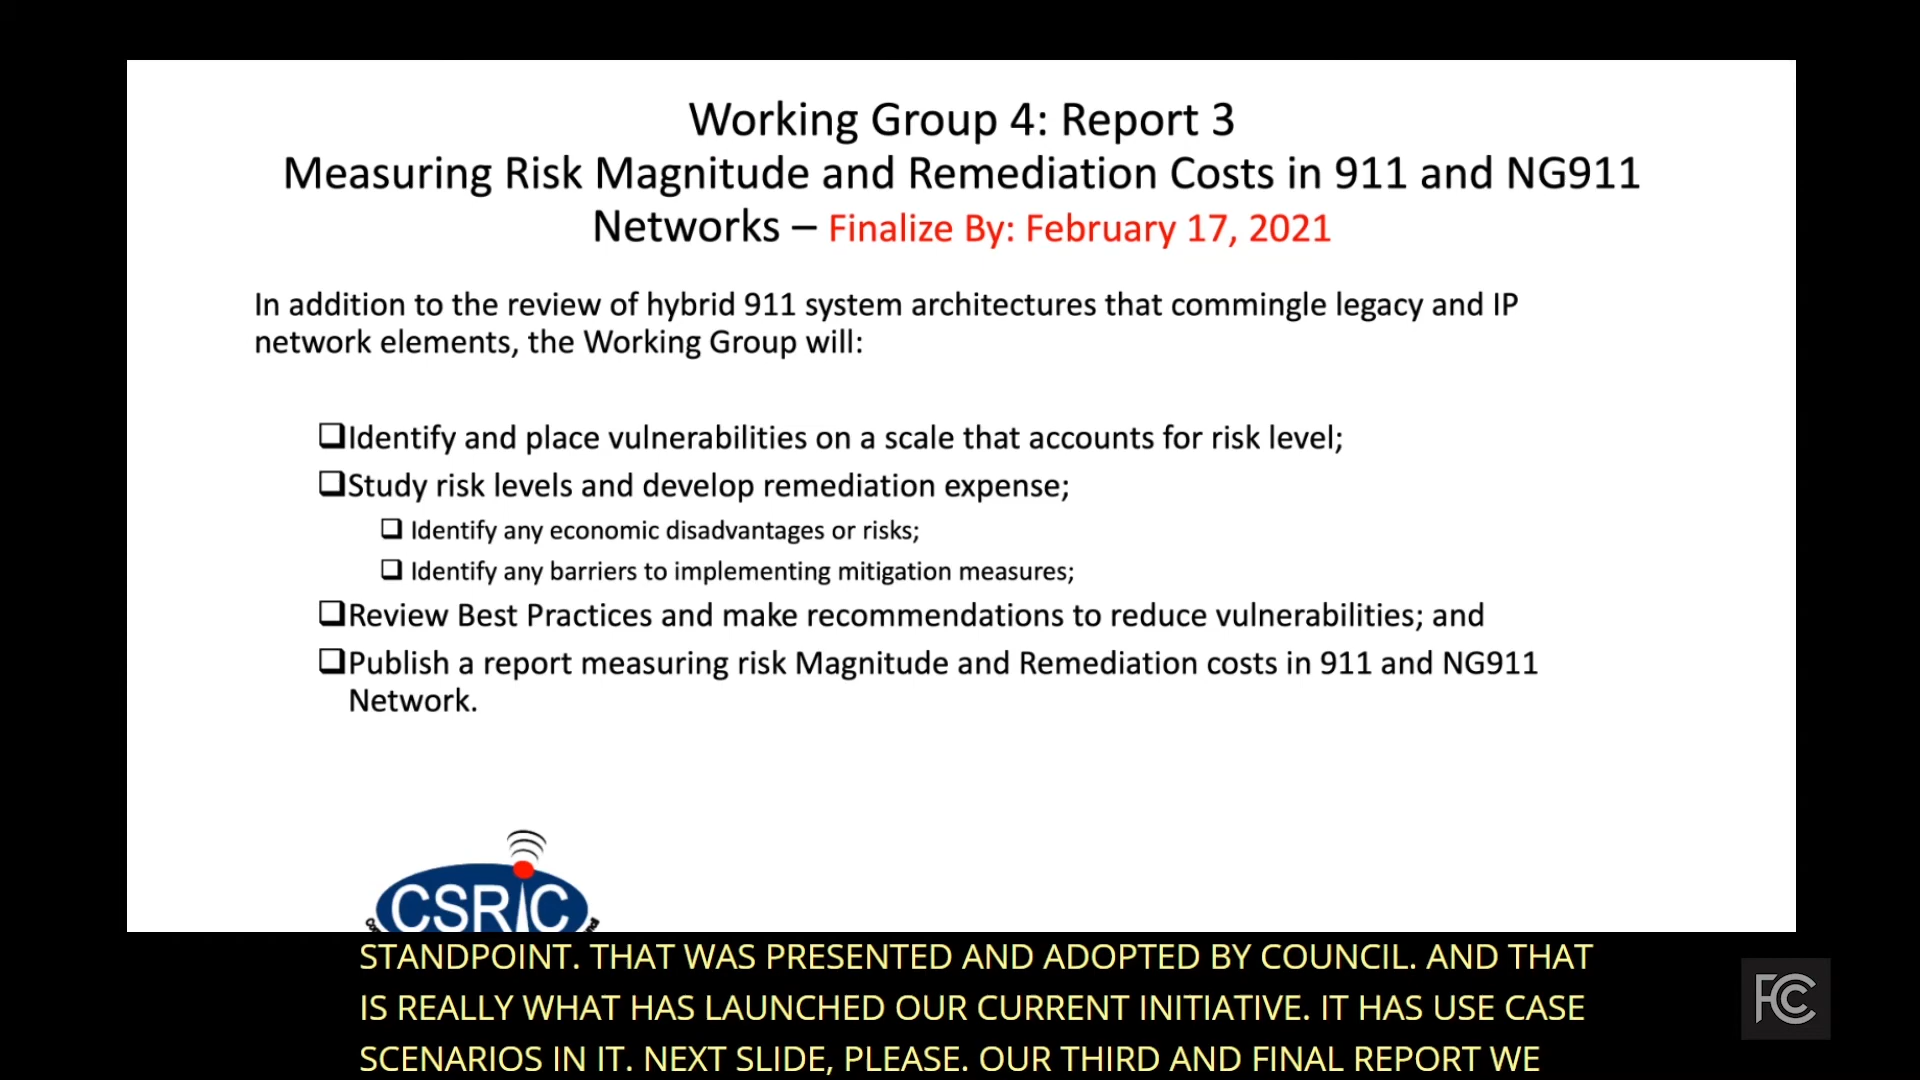 Working Group 4: Report 3
Measuring Risk Magnitude and Remediation Costs in 911 and NG911
Networks – Finalize By: February 17, 2021
In addition to the review of hybrid 911 system architectures that commingle legacy and IP
network elements, the Working Group will:
❑Identify and place vulnerabilities on a scale that accounts for risk level;
❑Study risk levels and develop remediation expense;
❑ Identify any economic disadvantages or risks;
❑ Identify any barriers to implementing mitigation measures;
❑Review Best Practices and make recommendations to reduce vulnerabilities; and
❑Publish a report measuring risk Magnitude and Remediation costs in 911 and NG911
Network.
CSRIC
STANDPOINT. THAT WAS PRESENTED AND ADOPTED BY COUNCIL. AND THAT
IS REALLY WHAT HAS LAUNCHED OUR CURRENT INITIATIVE. IT HAS USE CASE
SCENARIOS IN IT. NEXT SLIDE, PLEASE. OUR THIRD AND FINAL REPORT WE
FCC